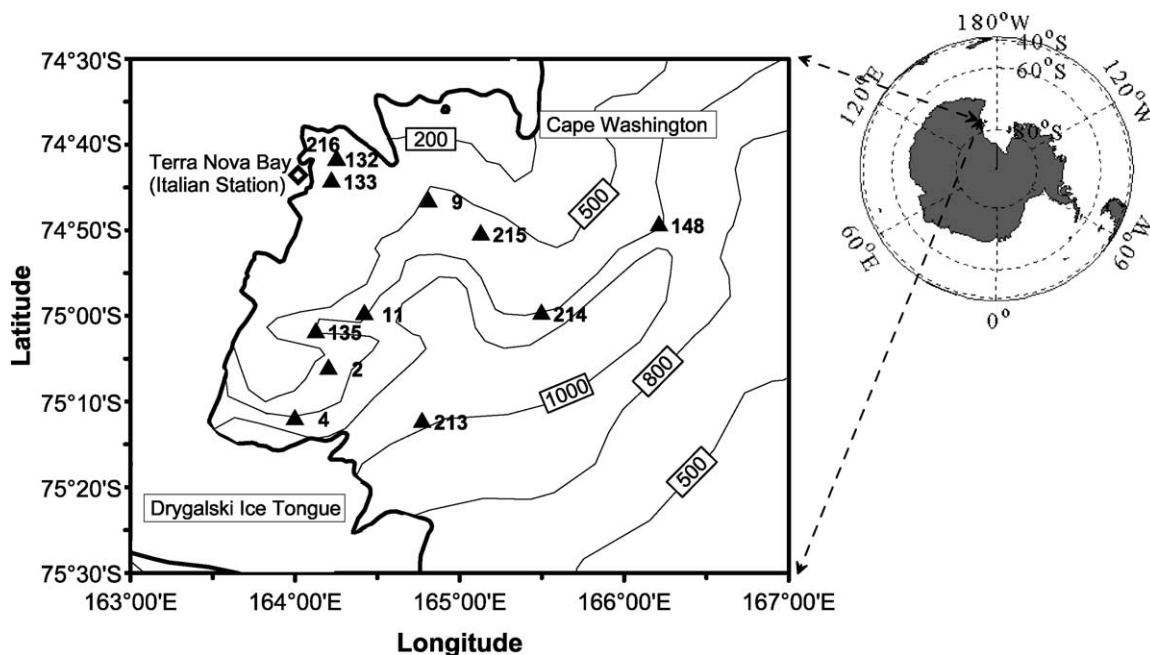 74°30'S
74°40'S
74°50'S
75°00'S
75°10'S
75°20'S
75°30'S
Latitude
163°00'E
164°00'E
165°00'E
166°00'E
167°00'E
Longitude
Cape Washington
200
216
132
Terra Nova Bay
(Italian Station)
133
9
500
148
215
11
214
135
2
800
1000
4
213
500
Drygalski Ice Tongue
180°W
40°S
60°S
120°E
120°W
80°S
60°E
60°W
0°